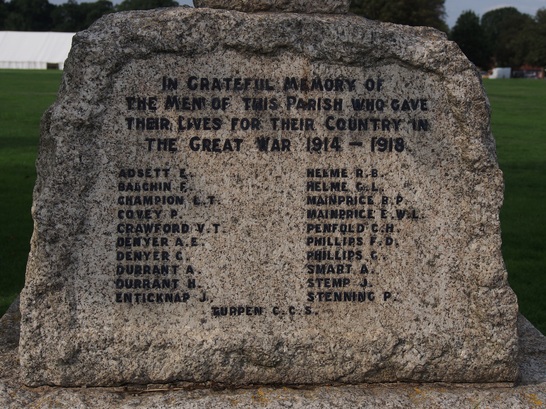 IN GRATEFUL MEMORY OF
THE MEN OF THIS PARISH WHO GAVE
THEIR LIVES FOR THEIR COUNTRY IN
THE GREAT WAR 1914 — 1918.
ADSETT E.
BALCHIN F.
CHAMPION L.T.
COVEY P.
CRAWFORD V.T.
DENYER A.E.
DENYER G.
DURRANT A.
DURRANT H.
ENTICKNAP J.
HELME R.B.
HELME G.L.
MAINPRICE B.P.
MAINPRICE E.W.L.
PENFOLD C.H.
PHILLIPS F.D.
PHILLIPS G.
SMART A.
STEMP J.
STENNING P.
TURPEN C.C.S.